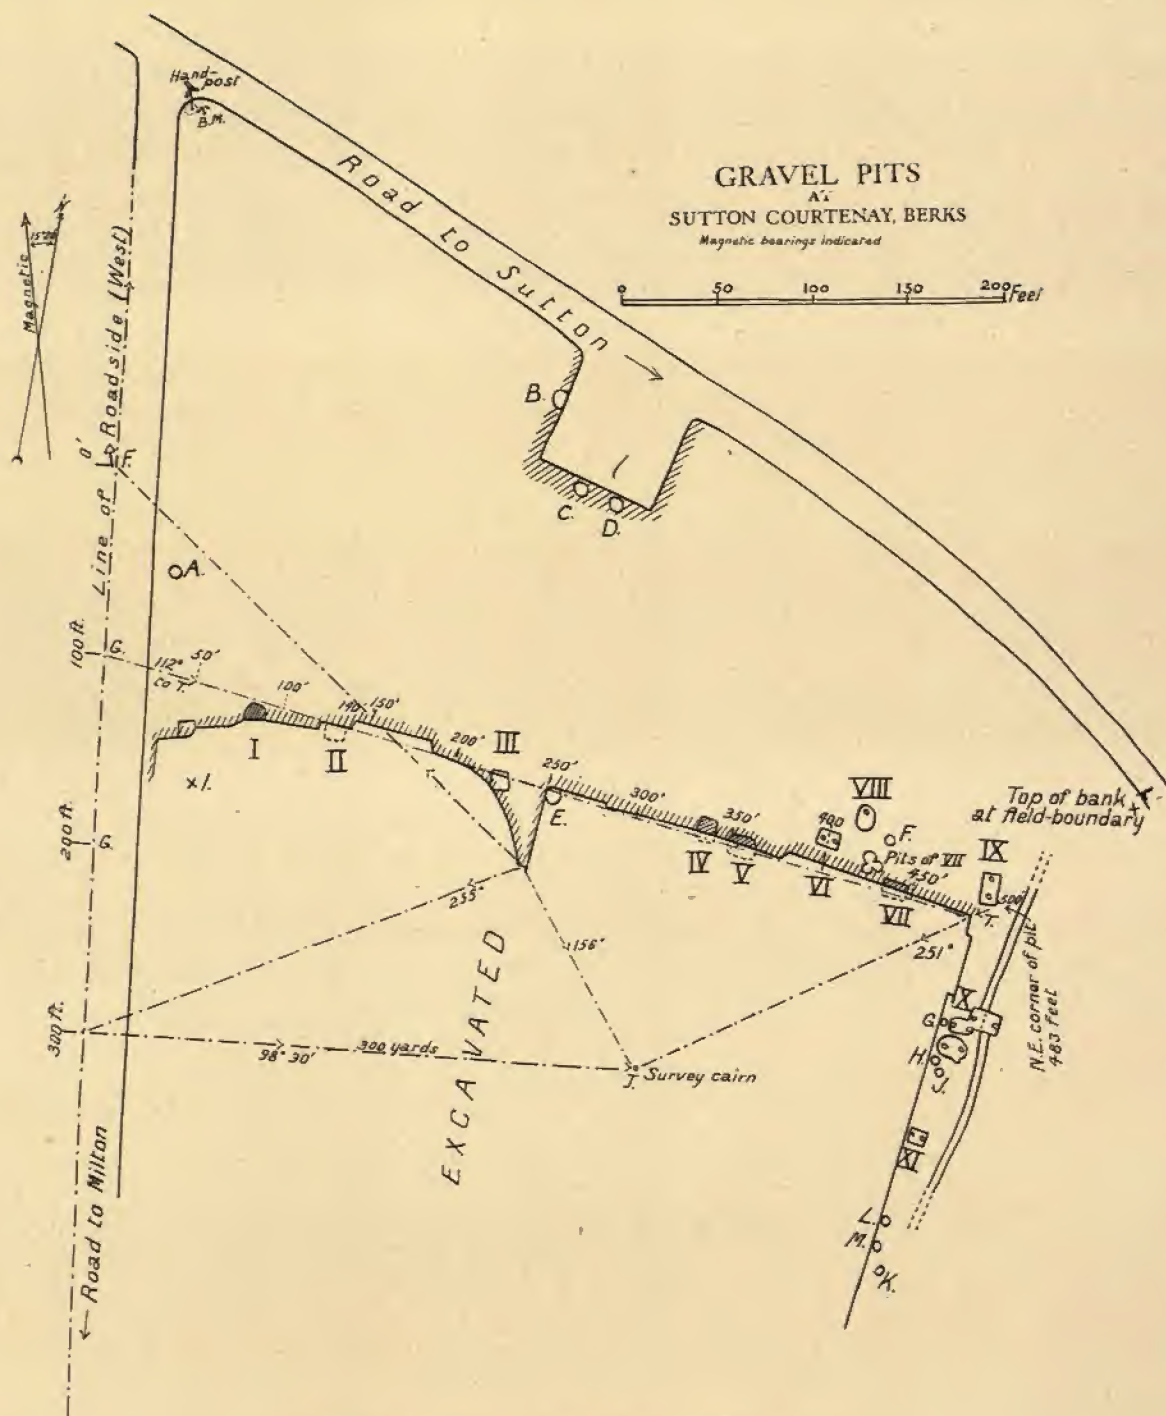 Hand-post
B.M.
Road to Sutton
GRAVEL PITS
AT
SUTTON COURTENAY, BERKS
Magnetic bearings indicated
0 50 100 150 200 Feet
N
Magnetic
Line of Roadside (West)
0'
F.
B.
C.
D.
A.
100 ft.
G.
112°
to T.
50'
100'
140'
150'
200'
III
250'
300'
350'
400
VIII
F.
Pits of VII
450'
IX
500'
T.
Top of bank
at field-boundary
I
II
E.
IV
V
VI
VII
x 1.
200 ft.
G.
255°
156°
251°
N.E. corner of pit
483 feet
EXCAVATED
300 ft.
98° 30'
300 yards
J.
Survey cairn
X
G.
H.
J.
XI
L.
M.
K.
Road to Milton